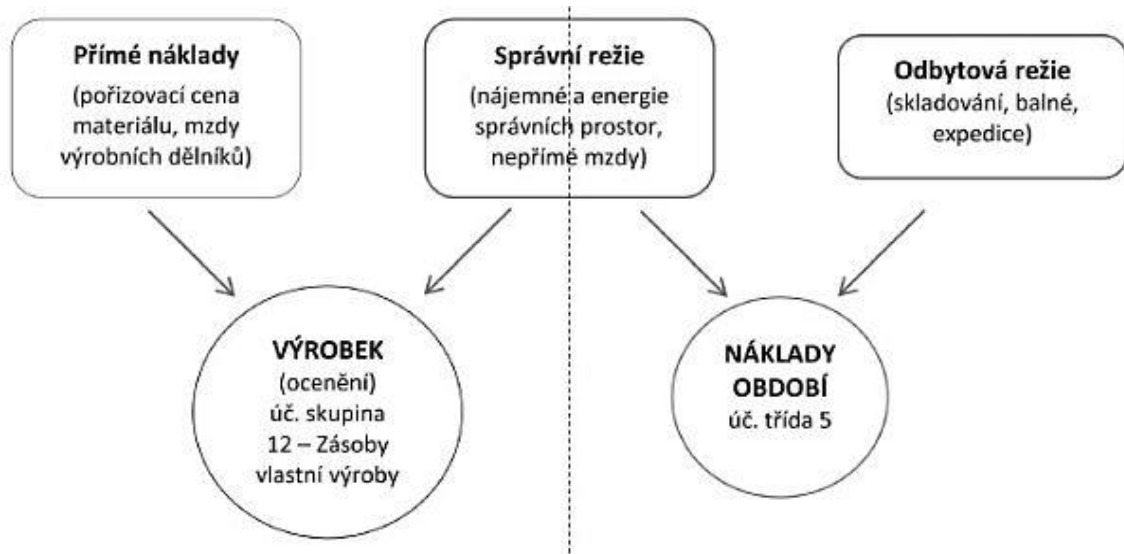 Přímé náklady
(pořizovací cena
materiálu, mzdy
výrobních dělníků)
Správní režie
(nájemné a energie
správních prostor,
nepřímé mzdy)
Odbytová režie
(skladování, balné,
expedice)
VÝROBEK
(ocenění)
úč. skupina
12 – Zásoby
vlastní výroby
NÁKLADY
OBDOBÍ
úč. třída 5